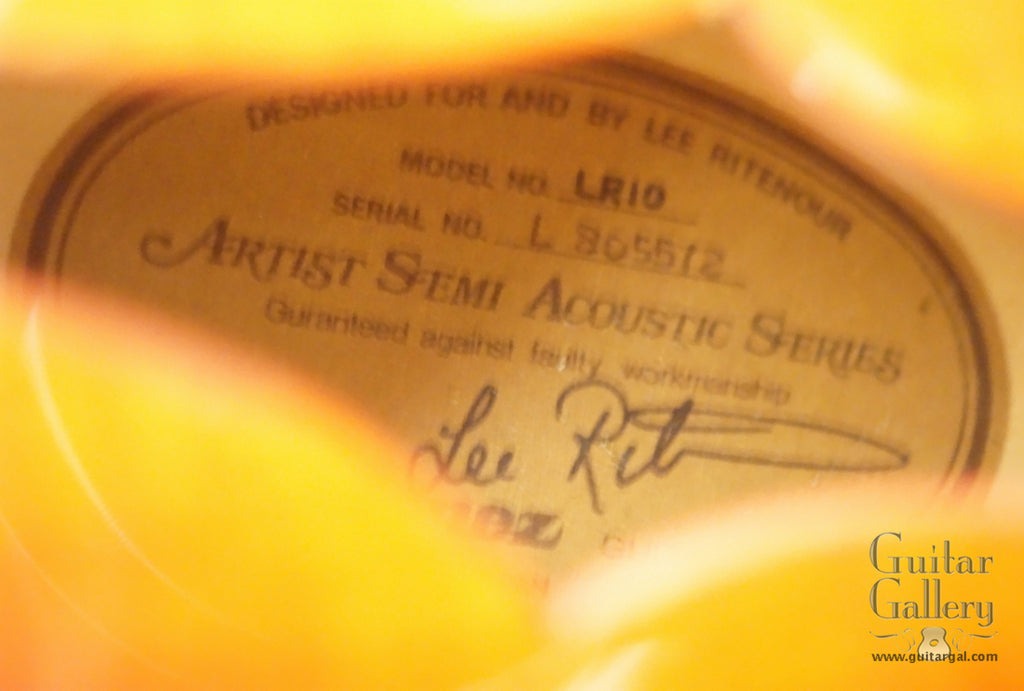 DESIGNED FOR AND BY LEE RITENOUR
MODEL NO. LR10
SERIAL NO. L 865512
ARTIST SEMI ACOUSTIC SERIES
Guranteed against faulty workmanship
Lee Rit
Guitar
Gallery
www.guitargal.com